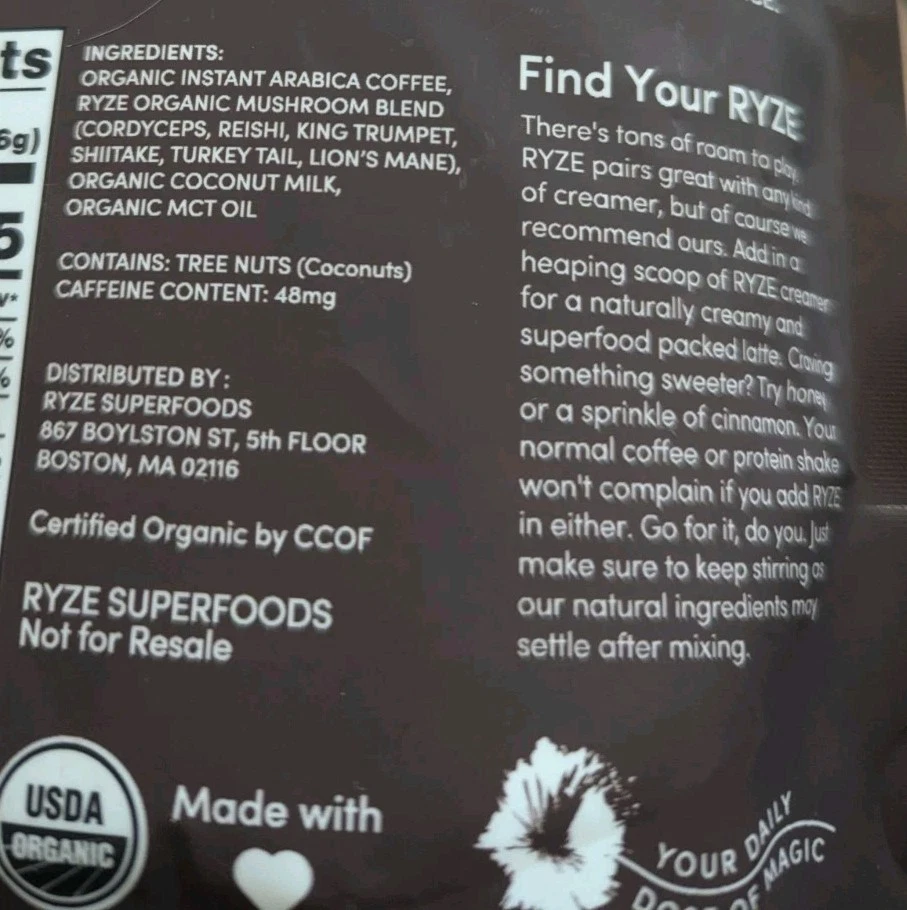 ts
6g)
5
%
%
INGREDIENTS:
ORGANIC INSTANT ARABICA COFFEE,
RYZE ORGANIC MUSHROOM BLEND
(CORDYCEPS, REISHI, KING TRUMPET,
SHIITAKE, TURKEY TAIL, LION'S MANE),
ORGANIC COCONUT MILK,
ORGANIC MCT OIL
CONTAINS: TREE NUTS (Coconuts)
CAFFEINE CONTENT: 48mg
DISTRIBUTED BY:
RYZE SUPERFOODS
867 BOYLSTON ST, 5th FLOOR
BOSTON, MA 02116
Certified Organic by CCOF
RYZE SUPERFOODS
Not for Resale
USDA
ORGANIC
Made with
Find Your RYZE
There's tons of room to play.
RYZE pairs great with any kind
of creamer, but of course we
recommend ours. Add in a
heaping scoop of RYZE creamer
for a naturally creamy and
superfood packed latte. Craving
something sweeter? Try honey
or a sprinkle of cinnamon. Your
normal coffee or protein shake
won't complain if you add RYZE
in either. Go for it, do you. Just
make sure to keep stirring as
our natural ingredients may
settle after mixing.
YOUR DAILY
DOSE OF MAGIC